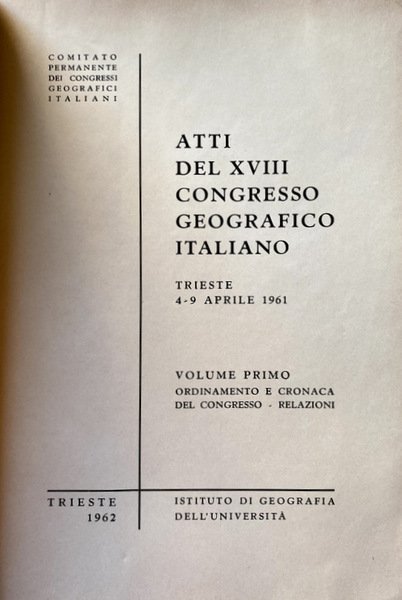 COMITATO
PERMANENTE
DEI CONGRESSI
GEOGRAFICI
ITALIANI
ATTI
DEL XVIII
CONGRESSO
GEOGRAFICO
ITALIANO
TRIESTE
4-9 APRILE 1961
VOLUME PRIMO
ORDINAMENTO E CRONACA
DEL CONGRESSO - RELAZIONI
TRIESTE
1962
ISTITUTO DI GEOGRAFIA
DELL'UNIVERSITÀ